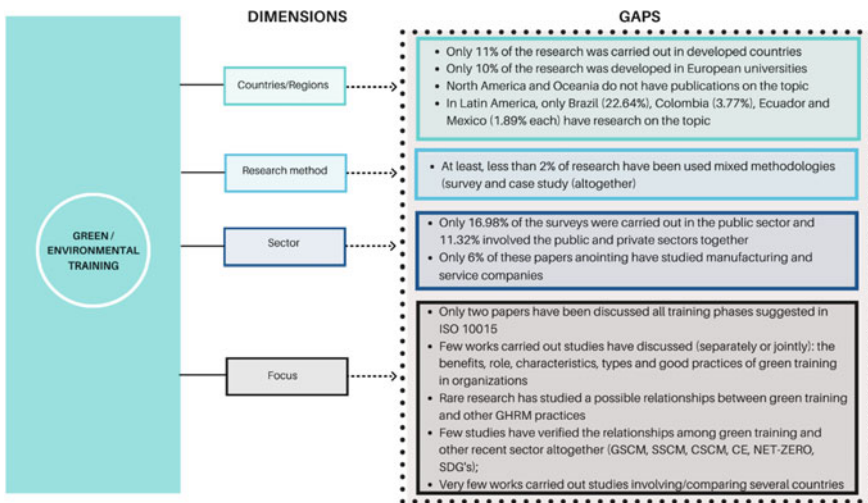 DIMENSIONS
GAPS
GREEN /
ENVIRONMENTAL
TRAINING
Countries/Regions
• Only 11% of the research was carried out in developed countries
• Only 10% of the research was developed in European universities
• North America and Oceania do not have publications on the topic
• In Latin America, only Brazil (22.64%), Colombia (3.77%), Ecuador and
Mexico (1.89% each) have research on the topic
Research method
• At least, less than 2% of research have been used mixed methodologies
(survey and case study (altogether)
Sector
• Only 16.98% of the surveys were carried out in the public sector and
11.32% involved the public and private sectors together
• Only 6% of these papers anointing have studied manufacturing and
service companies
Focus
• Only two papers have been discussed all training phases suggested in
ISO 10015
• Few works carried out studies have discussed (separately or jointly): the
benefits, role, characteristics, types and good practices of green training
in organizations
• Rare research has studied a possible relationships between green training
and other GHRM practices
• Few studies have verified the relationships among green training and
other recent sector altogether (GSCM, SSCM, CSCM, CE, NET-ZERO,
SDG's);
• Very few works carried out studies involving/comparing several countries